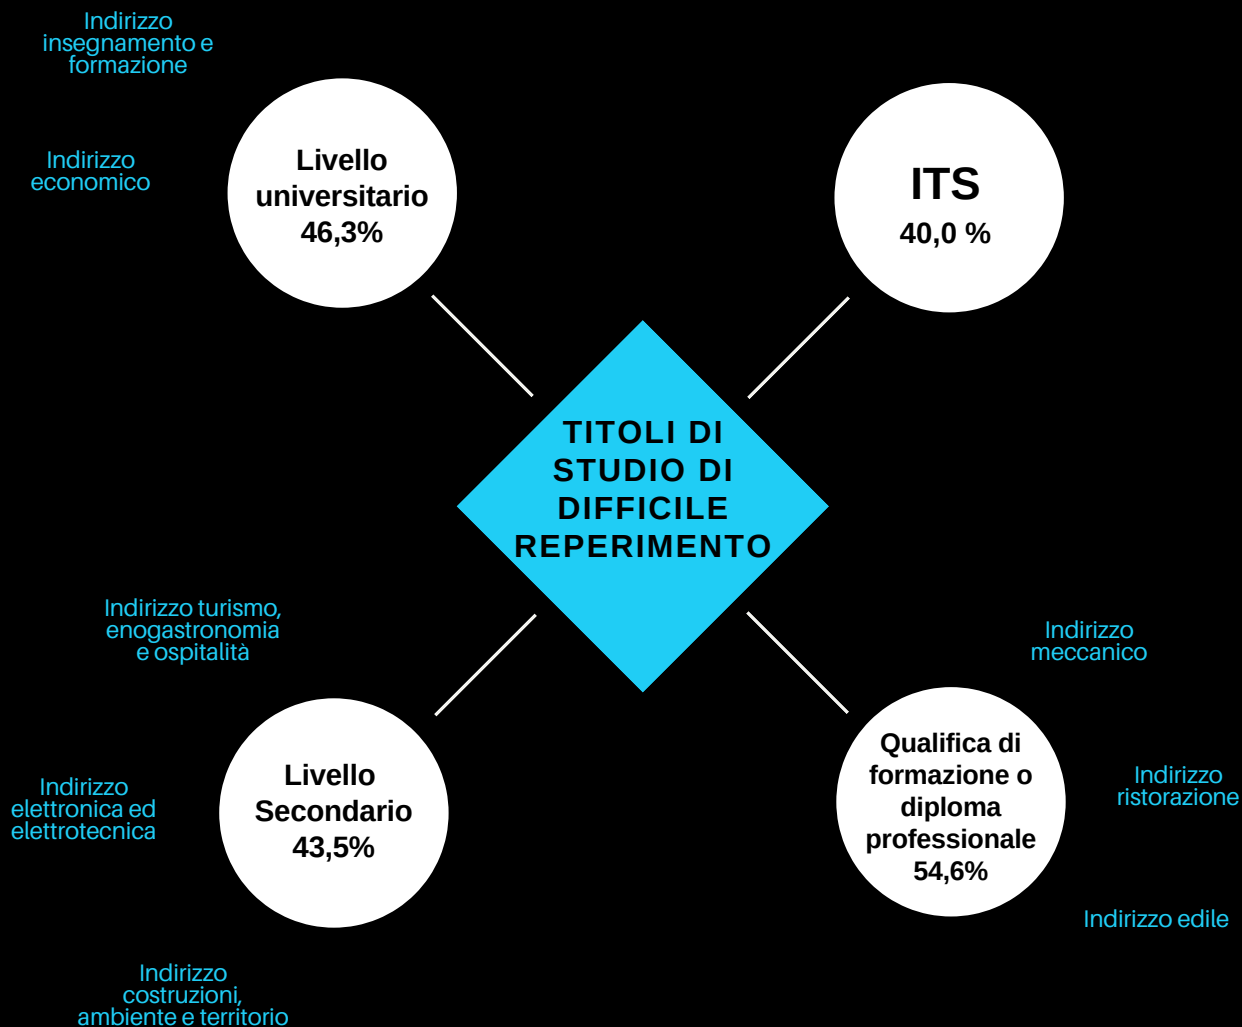 Indirizzo
insegnamento e
formazione
Indirizzo
economico
Livello
universitario
46,3%
ITS
40,0 %
TITOLI DI
STUDIO DI
DIFFICILE
REPERIMENTO
Indirizzo turismo,
enogastronomia
e ospitalità
Indirizzo
elettronica ed
elettrotecnica
Livello
Secondario
43,5%
Indirizzo
costruzioni,
ambiente e territorio
Indirizzo
meccanico
Qualifica di
formazione o
diploma
professionale
54,6%
Indirizzo
ristorazione
Indirizzo edile